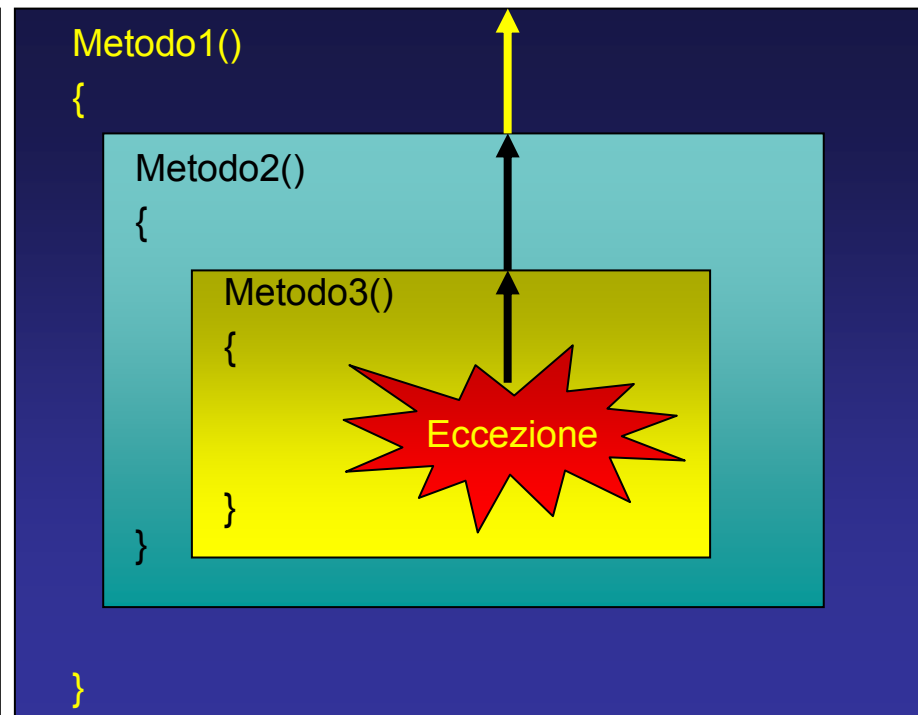 Metodo1()
{
Metodo2()
{
Metodo3()
{
Eccezione
}
}
}